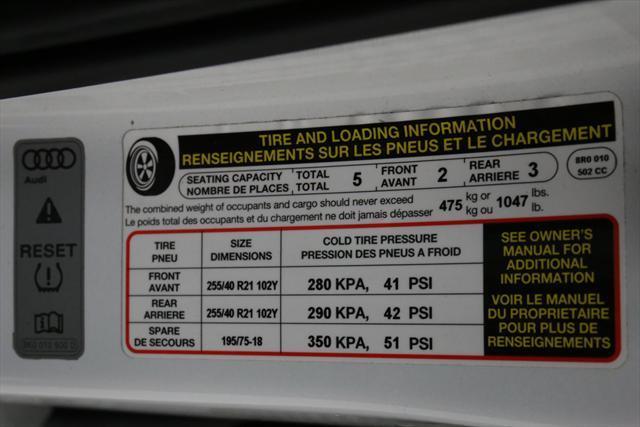 Audi
RESET
8K0 010 500 D
TIRE AND LOADING INFORMATION
RENSEIGNEMENTS SUR LES PNEUS ET LE CHARGEMENT
SEATING CAPACITY TOTAL 5 FRONT 2 REAR 3
NOMBRE DE PLACES TOTAL AVANT ARRIERE
8R0 010
502 CC
The combined weight of occupants and cargo should never exceed 475 kg or 1047 lbs.
Le poids total des occupants et du chargement ne doit jamais dépasser kg ou lb.
TIRE SIZE COLD TIRE PRESSURE
PNEU DIMENSIONS PRESSION DES PNEUS A FROID
FRONT
AVANT 255/40 R21 102Y 280 KPA, 41 PSI
REAR
ARRIERE 255/40 R21 102Y 290 KPA, 42 PSI
SPARE
DE SECOURS 195/75-18 350 KPA, 51 PSI
SEE OWNER'S
MANUAL FOR
ADDITIONAL
INFORMATION
VOIR LE MANUEL
DU PROPRIETAIRE
POUR PLUS DE
RENSEIGNEMENTS